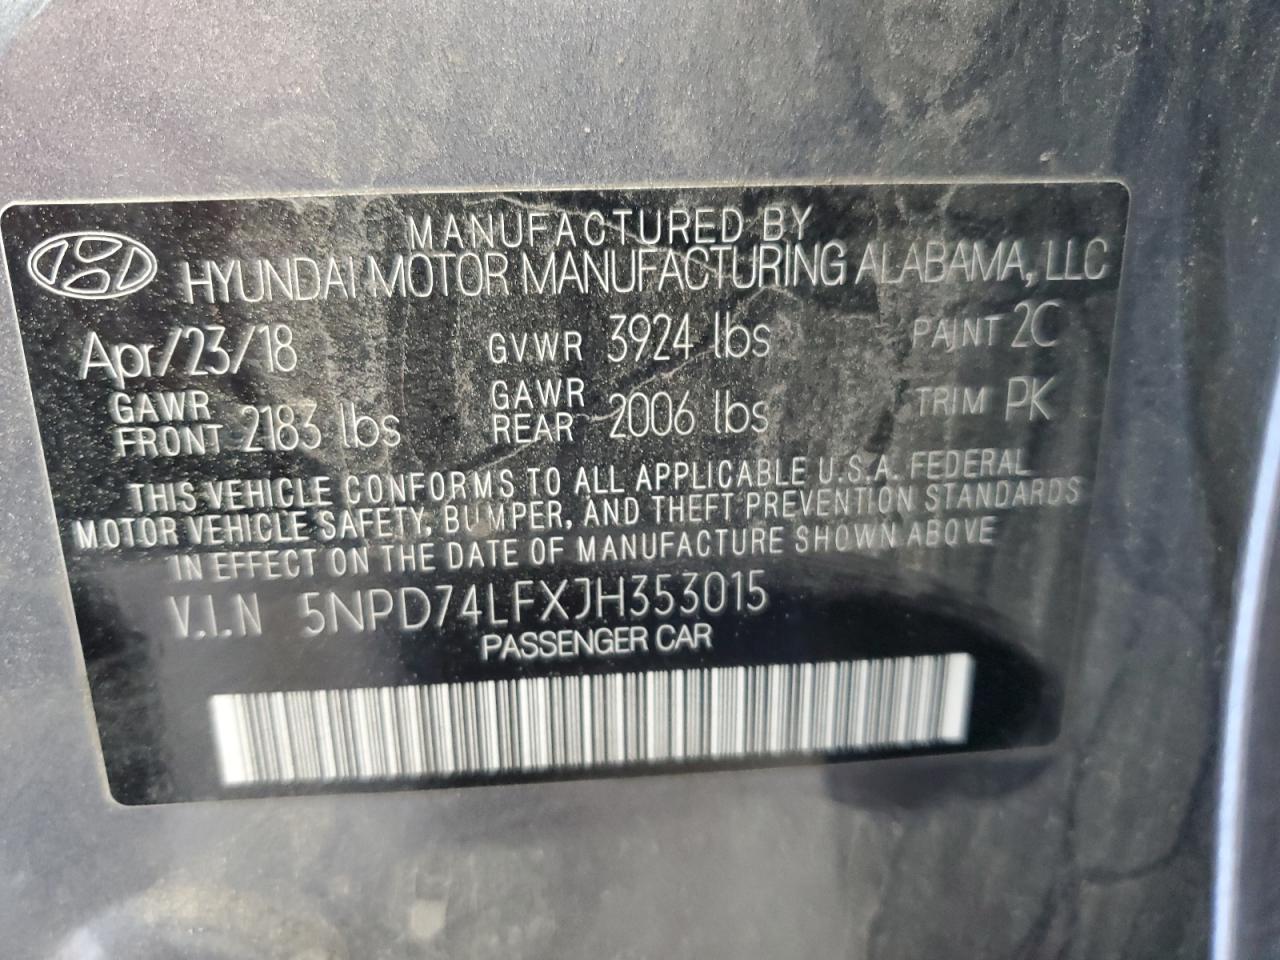 MANUFACTURED BY
HYUNDAI MOTOR MANUFACTURING ALABAMA, LLC
Apr/23/18 GVWR 3924 lbs PAINT 2C
GAWR FRONT 2183 lbs GAWR REAR 2006 lbs TRIM PK
THIS VEHICLE CONFORMS TO ALL APPLICABLE U.S.A. FEDERAL
MOTOR VEHICLE SAFETY, BUMPER, AND THEFT PREVENTION STANDARDS
IN EFFECT ON THE DATE OF MANUFACTURE SHOWN ABOVE
V.I.N 5NPD74LFXJH353015
PASSENGER CAR